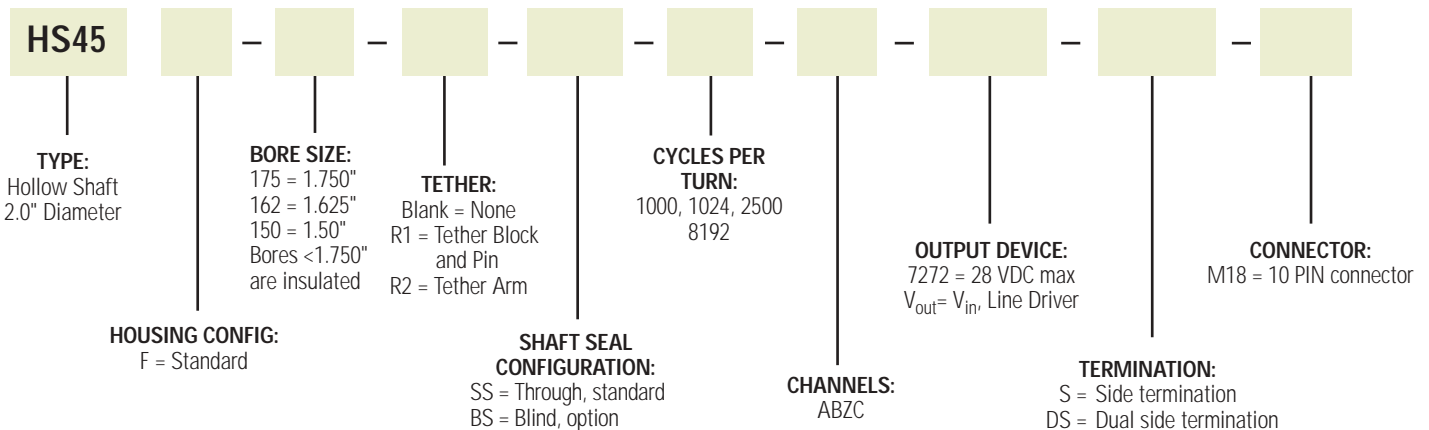 HS45 – – – – – – – –
TYPE:
Hollow Shaft
2.0" Diameter
HOUSING CONFIG:
F = Standard
BORE SIZE:
175 = 1.750"
162 = 1.625"
150 = 1.50"
Bores <1.750"
are insulated
TETHER:
Blank = None
R1 = Tether Block
and Pin
R2 = Tether Arm
SHAFT SEAL
CONFIGURATION:
SS = Through, standard
BS = Blind, option
CYCLES PER
TURN:
1000, 1024, 2500
8192
CHANNELS:
ABZC
OUTPUT DEVICE:
7272 = 28 VDC max
Vout= Vin, Line Driver
TERMINATION:
S = Side termination
DS = Dual side termination
CONNECTOR:
M18 = 10 PIN connector